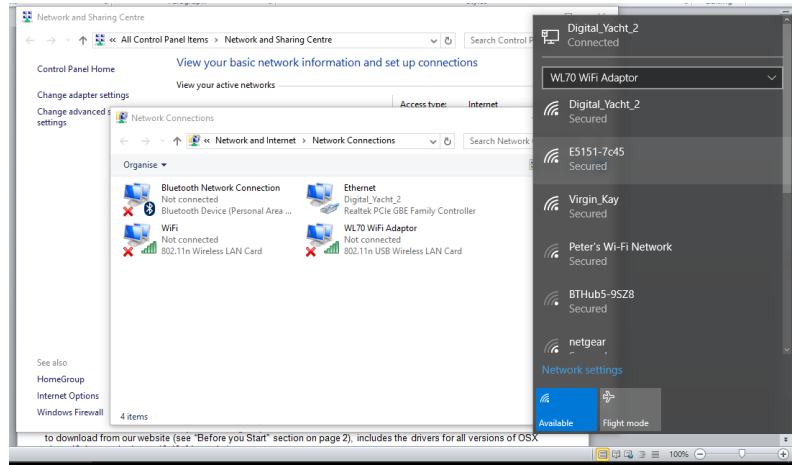 Network and Sharing Centre
All Control Panel Items > Network and Sharing Centre
Search Control P
Control Panel Home
Change adapter settings
Change advanced s
settings
View your basic network information and set up connections
View your active networks
Access type: Internet
Network Connections
« Network and Internet > Network Connections
Search Network
Organise
Bluetooth Network Connection
Not connected
Bluetooth Device (Personal Area ...
Ethernet
Digital_Yacht_2
Realtek PCIe GBE Family Controller
WiFi
Not connected
802.11n Wireless LAN Card
WL70 WiFi Adaptor
Not connected
802.11n USB Wireless LAN Card
4 items
See also
HomeGroup
Internet Options
Windows Firewall
Digital_Yacht_2
Connected
WL70 WiFi Adaptor
Digital_Yacht_2
Secured
ES151-7c45
Secured
Virgin_Kay
Secured
Peter's Wi-Fi Network
Secured
BTHub5-9SZ8
Secured
netgear
Network settings
Available
Flight mode
to download from our website (see "Before you Start" section on page 2), includes the drivers for all versions of OSX
100%